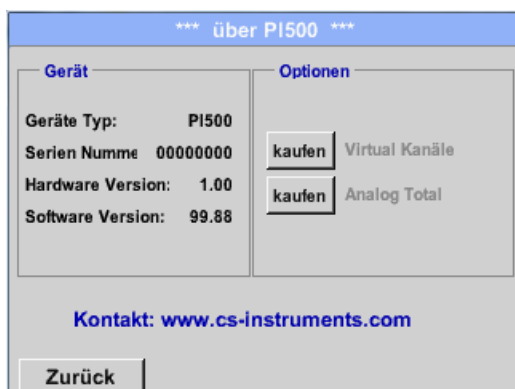 *** über PI500 ***
Gerät
Geräte Typ: PI500
Serien Numme 00000000
Hardware Version: 1.00
Software Version: 99.88
Optionen
kaufen Virtual Kanäle
kaufen Analog Total
Kontakt: www.cs-instruments.com
Zurück